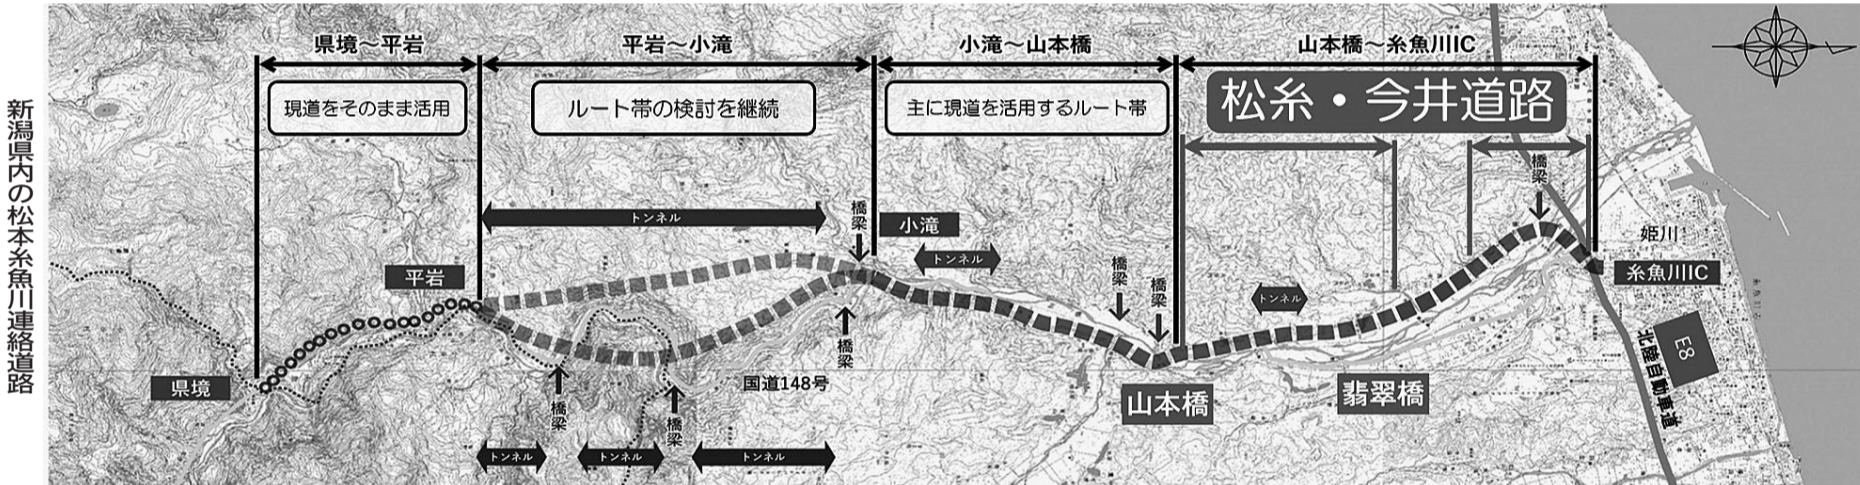 新潟県内の松本糸魚川連絡道路
県境～平岩
平岩～小滝
小滝～山本橋
山本橋～糸魚川IC
現道をそのまま活用
ルート帯の検討を継続
主に現道を活用するルート帯
松糸・今井道路
橋梁
トンネル
橋梁
小滝
トンネル
姫川
糸魚川IC
平岩
橋梁
橋梁
トンネル
橋梁
E8
北陸自動車道
県境
国道148号
山本橋
翡翠橋
橋梁
橋梁
トンネル
トンネル
トンネル